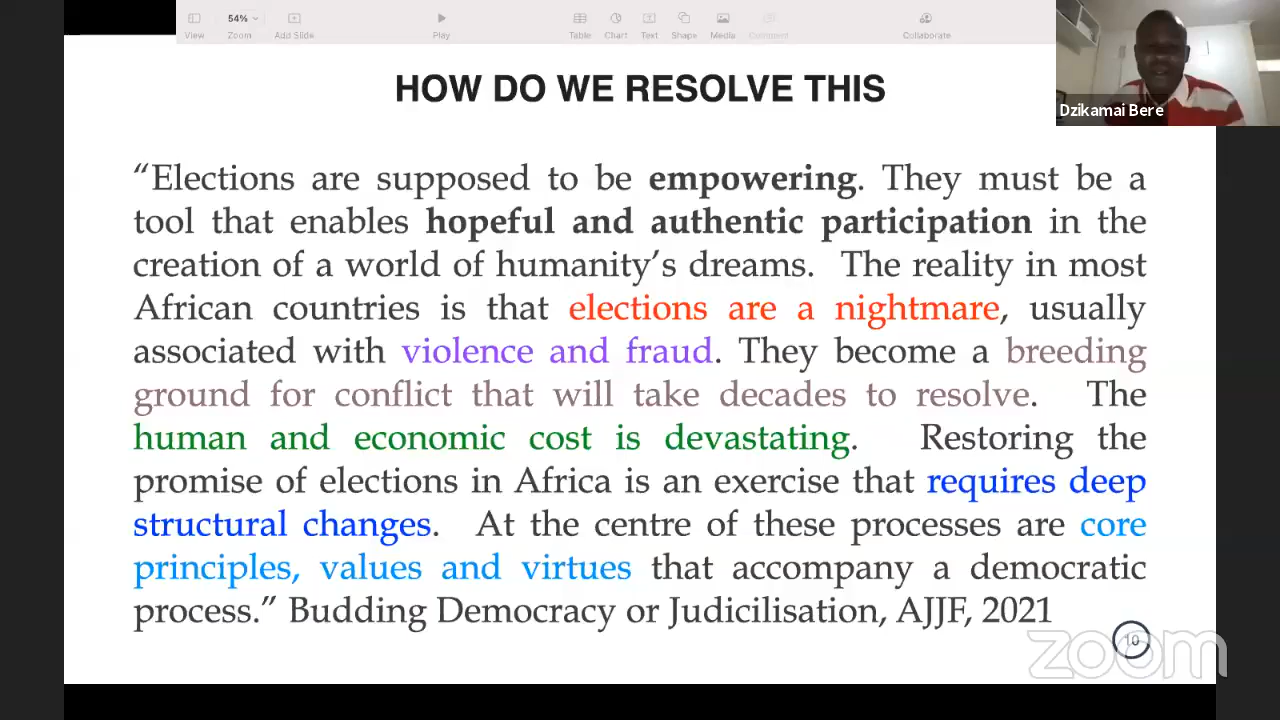 54%
View
Zoom
Add Slide
Play
Table
Chart
Text
Shape
Media
Comment
Collaborate
Dzikamai Bere
HOW DO WE RESOLVE THIS
“Elections are supposed to be empowering. They must be a
tool that enables hopeful and authentic participation in the
creation of a world of humanity’s dreams. The reality in most
African countries is that elections are a nightmare, usually
associated with violence and fraud. They become a breeding
ground for conflict that will take decades to resolve. The
human and economic cost is devastating. Restoring the
promise of elections in Africa is an exercise that requires deep
structural changes. At the centre of these processes are core
principles, values and virtues that accompany a democratic
process.” Budding Democracy or Judicilisation, AJJF, 2021
10
zoom